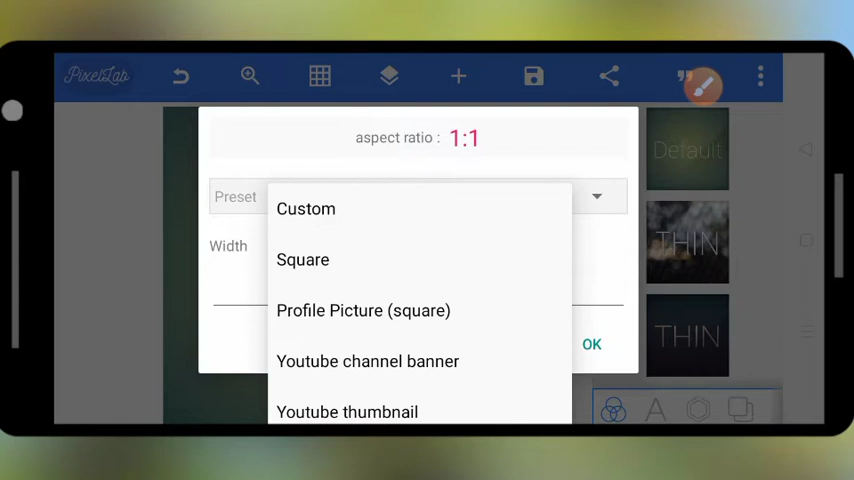 PixelLab
aspect ratio : 1:1
Default
Preset
Custom
THIN
Width
Square
Profile Picture (square)
THIN
OK
Youtube channel banner
Youtube thumbnail
A